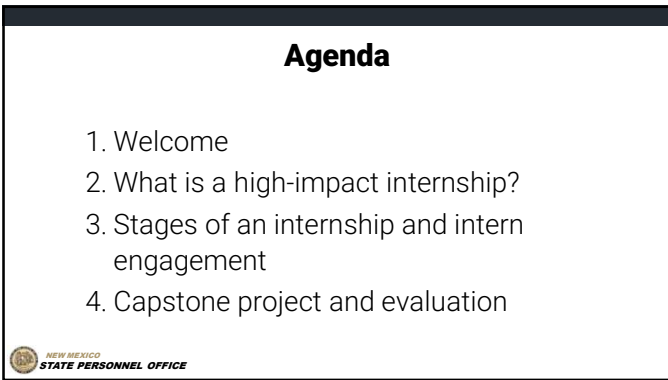 Agenda
1. Welcome
2. What is a high-impact internship?
3. Stages of an internship and intern
engagement
4. Capstone project and evaluation
NEW MEXICO
STATE PERSONNEL OFFICE